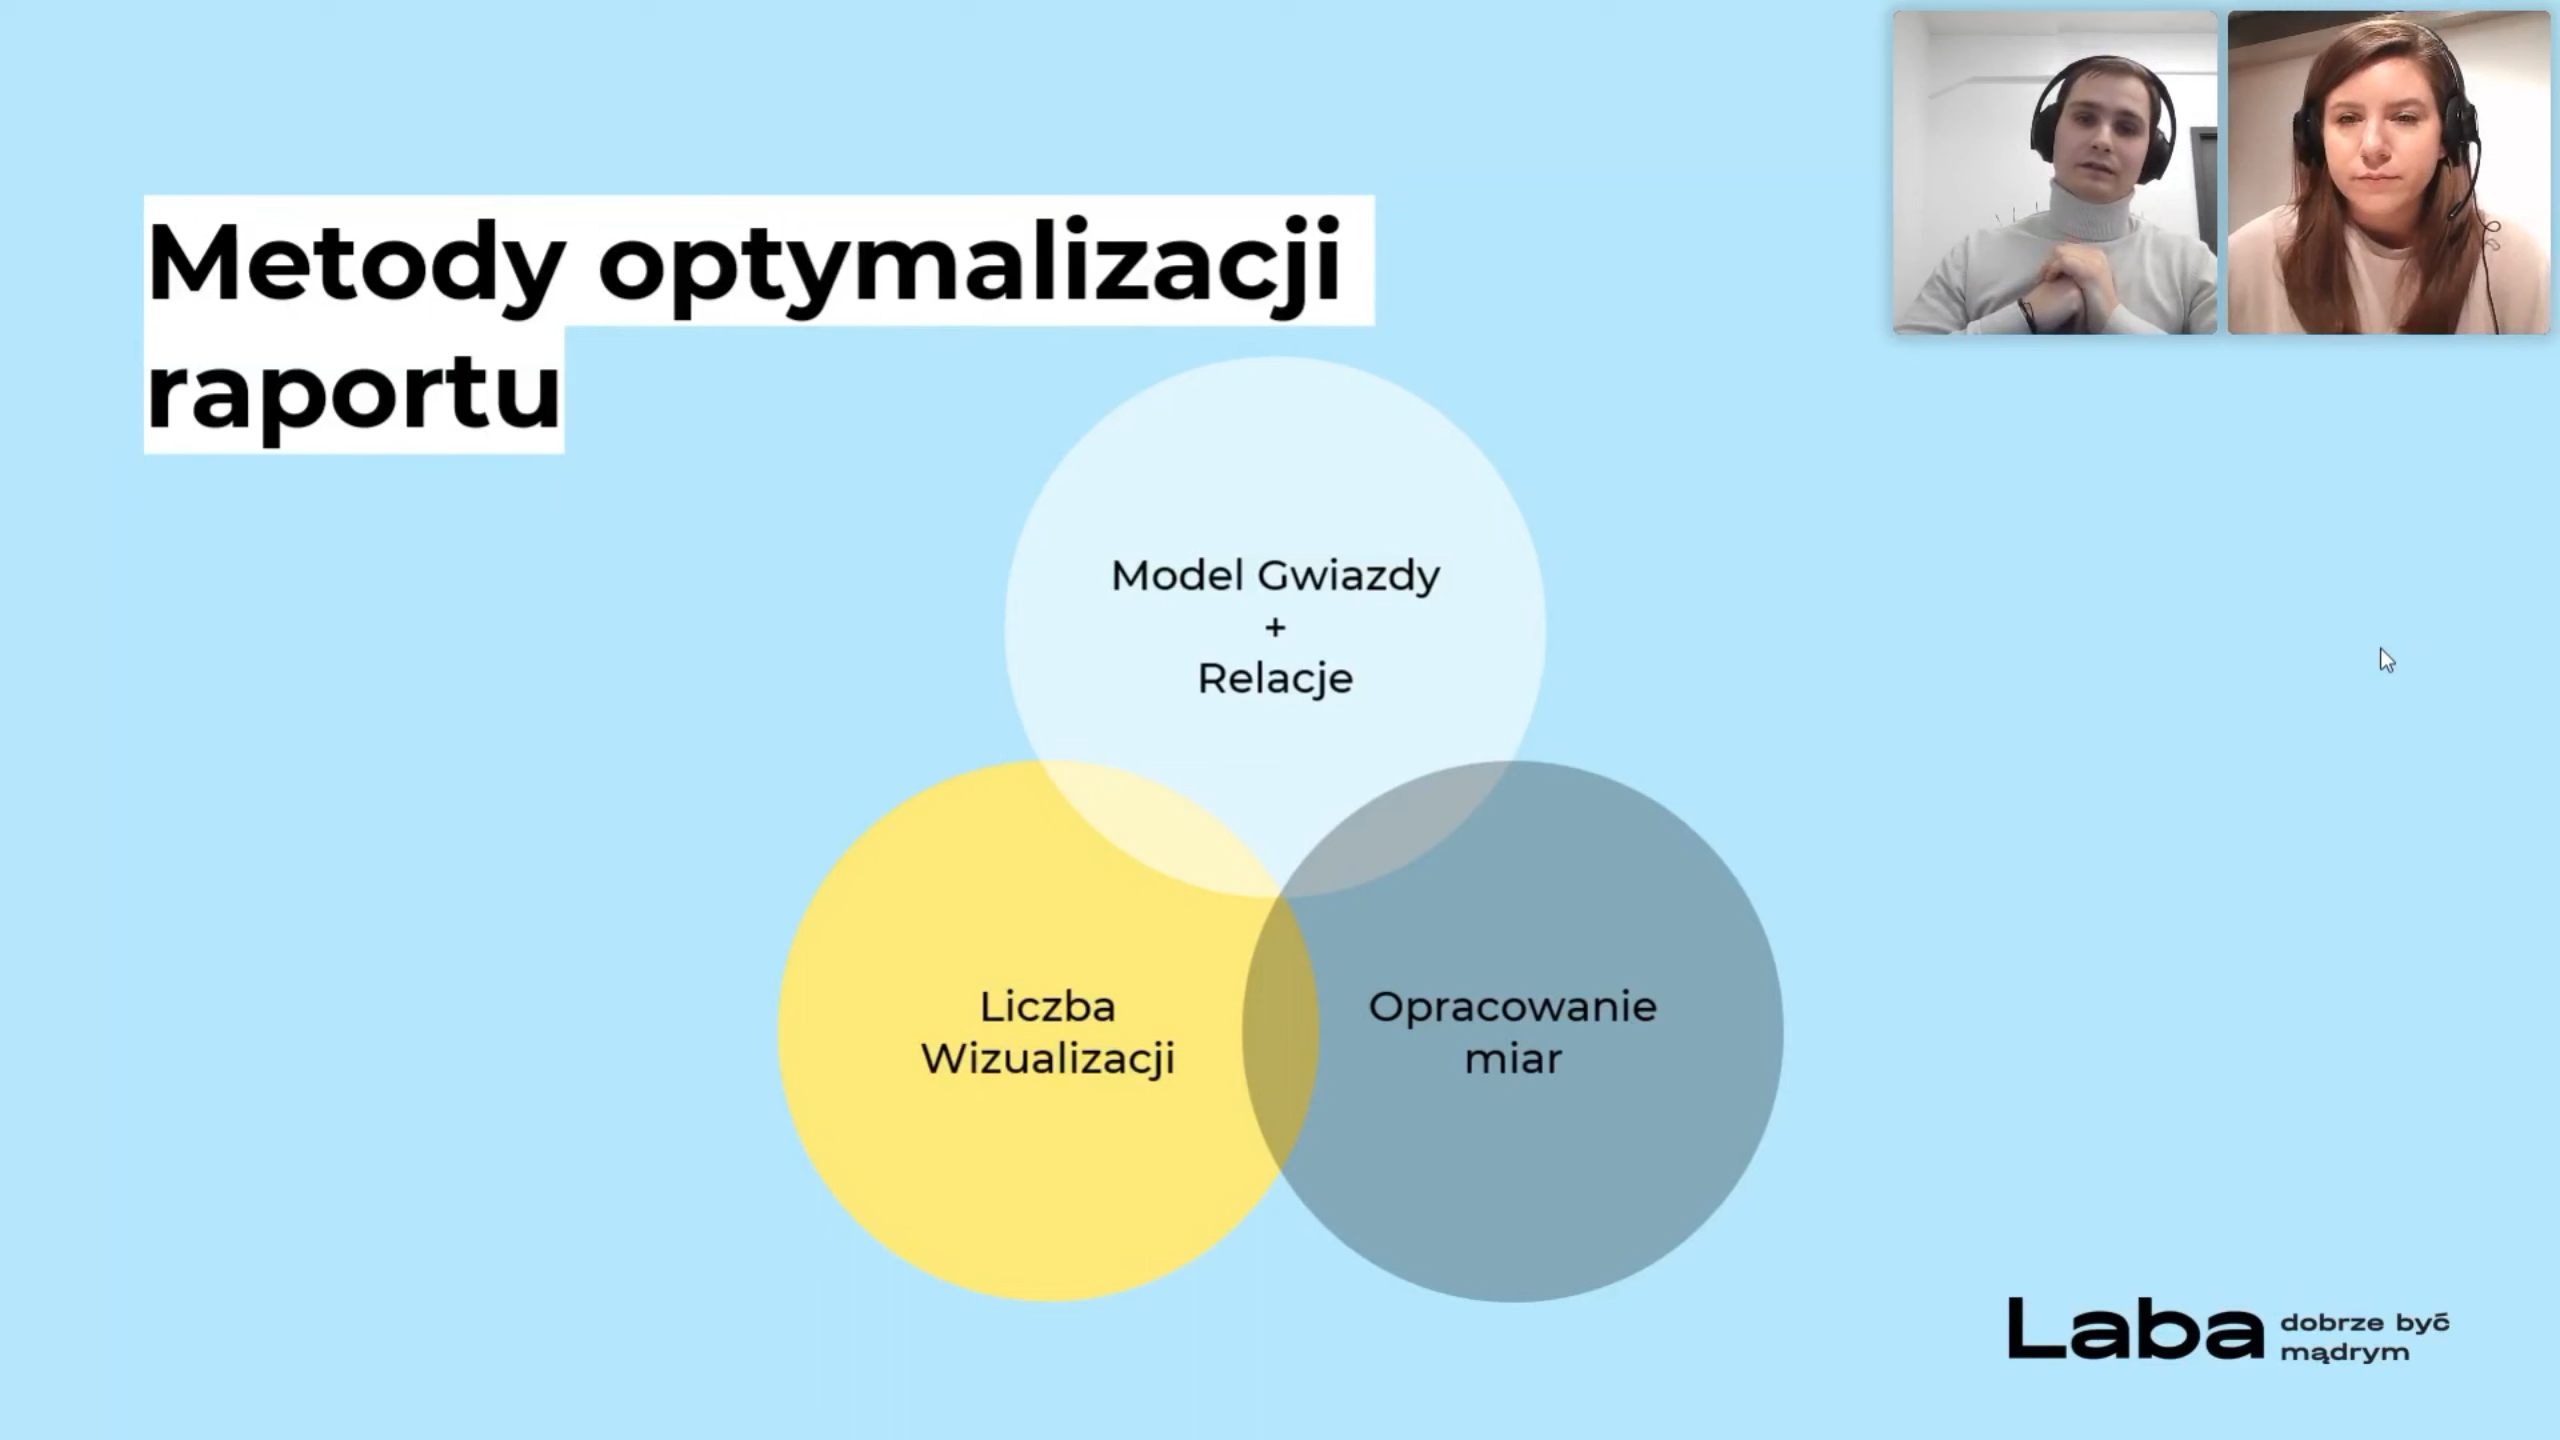 Metody optymalizacji
raportu
Model Gwiazdy
+
Relacje
Liczba
Wizualizacji
Opracowanie
miar
Laba
dobrze być
mądrym